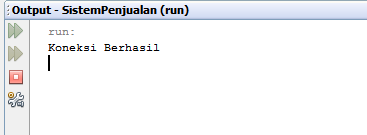 Output - SistemPenjualan (run)
run:
Koneksi Berhasil